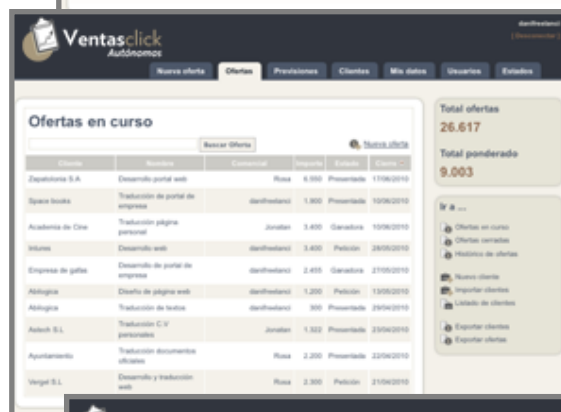 Ventasclick
Autónomos
danifreelanci
[Desconectar]
Nueva oferta Ofertas Previsiones Clientes Mis datos Usuarios Estados
Ofertas en curso
Buscar Oferta Nueva oferta
Cliente Nombre Comercial Importe Estado Cierre
Zapatolonia S.A Desarrollo portal web Rosa 6.550 Presentada 17/06/2010
Space books Traducción de portal de empresa danifreelanci 1.900 Presentada 10/06/2010
Academia de Cine Traducción página personal Jonatan 3.400 Ganadora 10/06/2010
Intures Desarrollo web danifreelanci 3.400 Petición 28/05/2010
Empresa de gafas Desarrollo de portal de empresa danifreelanci 2.455 Ganadora 27/05/2010
Abilogica Diseño de página web danifreelanci 1.200 Petición 13/05/2010
Abilogica Traducción de textos danifreelanci 300 Presentada 29/04/2010
Astech S.L Traducción C.V personales Jonatan 1.322 Presentada 23/04/2010
Ayuntamiento Traducción documentos oficiales Rosa 2.200 Presentada 22/04/2010
Vergel S.L Desarrollo y traducción web Rosa 2.300 Petición 21/04/2010
Total ofertas
26.617
Total ponderado
9.003
Ir a ...
Ofertas en curso
Ofertas cerradas
Histórico de ofertas
Nuevo cliente
Importar clientes
Listado de clientes
Exportar clientes
Exportar ofertas